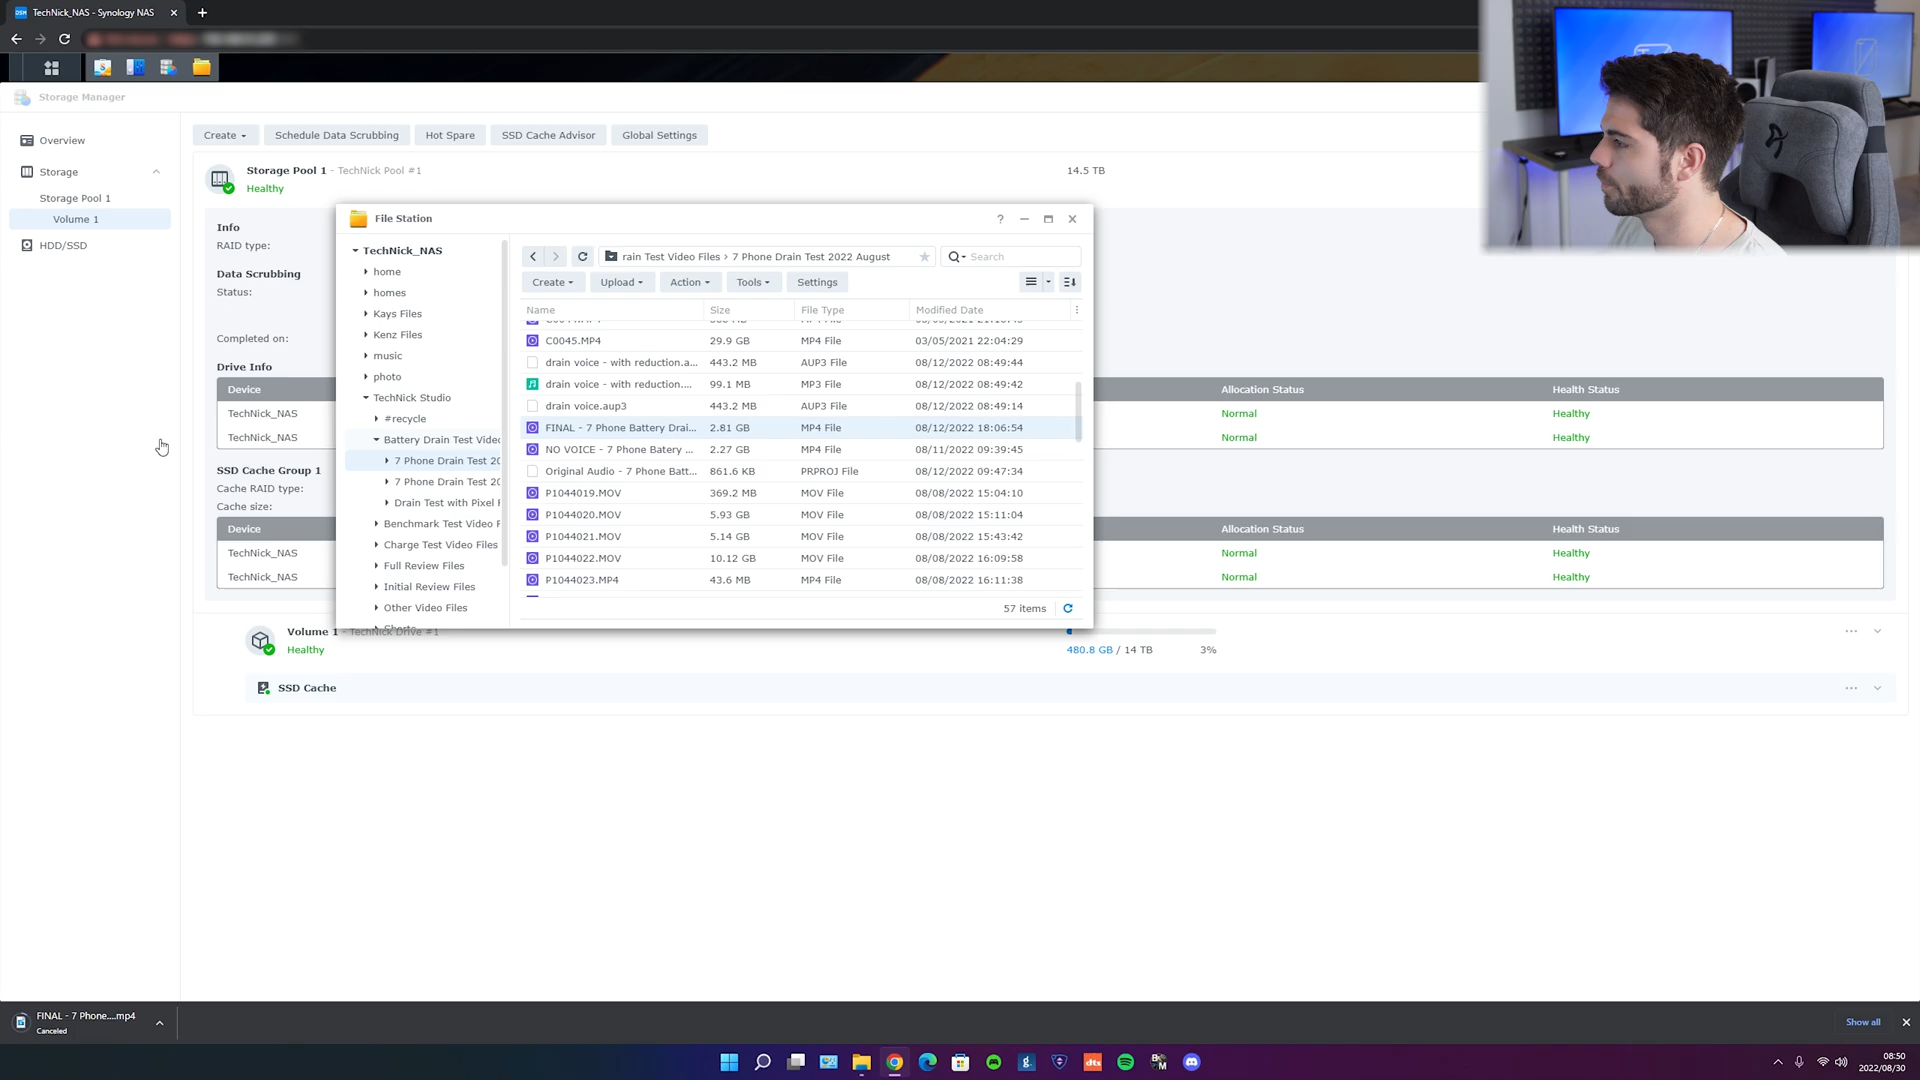 TechNick_NAS - Synology NAS
Storage Manager
Overview
Storage
Storage Pool 1
Volume 1
HDD/SSD
Create
Schedule Data Scrubbing
Hot Spare
SSD Cache Advisor
Global Settings
Storage Pool 1 - TechNick Pool #1
14.5 TB
Healthy
Info
RAID type:
Data Scrubbing
Status:
Completed on:
Drive Info
Device
Allocation Status
Health Status
TechNick_NAS
Normal
Healthy
TechNick_NAS
Normal
Healthy
SSD Cache Group 1
Cache RAID type:
Cache size:
Device
Allocation Status
Health Status
TechNick_NAS
Normal
Healthy
TechNick_NAS
Normal
Healthy
Volume 1 - TechNick Drive #1
Healthy
480.8 GB / 14 TB
3%
SSD Cache
File Station
TechNick_NAS
home
homes
Kays Files
Kenz Files
music
photo
TechNick Studio
#recycle
Battery Drain Test Video
7 Phone Drain Test 20
7 Phone Drain Test 20
Drain Test with Pixel
Benchmark Test Video F
Charge Test Video Files
Full Review Files
Initial Review Files
Other Video Files
Shorts
rain Test Video Files › 7 Phone Drain Test 2022 August
Search
Create
Upload
Action
Tools
Settings
Name Size File Type Modified Date
C0045.MP4 29.9 GB MP4 File 03/05/2021 22:04:29
drain voice - with reduction.a... 443.2 MB AUP3 File 08/12/2022 08:49:44
drain voice - with reduction.... 99.1 MB MP3 File 08/12/2022 08:49:42
drain voice.aup3 443.2 MB AUP3 File 08/12/2022 08:49:14
FINAL - 7 Phone Battery Drai... 2.81 GB MP4 File 08/12/2022 18:06:54
NO VOICE - 7 Phone Batery ... 2.27 GB MP4 File 08/11/2022 09:39:45
Original Audio - 7 Phone Batt... 861.6 KB PRPROJ File 08/12/2022 09:47:34
P1044019.MOV 369.2 MB MOV File 08/08/2022 15:04:10
P1044020.MOV 5.93 GB MOV File 08/08/2022 15:11:04
P1044021.MOV 5.14 GB MOV File 08/08/2022 15:43:42
P1044022.MOV 10.12 GB MOV File 08/08/2022 16:09:58
P1044023.MP4 43.6 MB MP4 File 08/08/2022 16:11:38
57 items
FINAL - 7 Phone....mp4
Canceled
Show all
08:50
2022/08/30